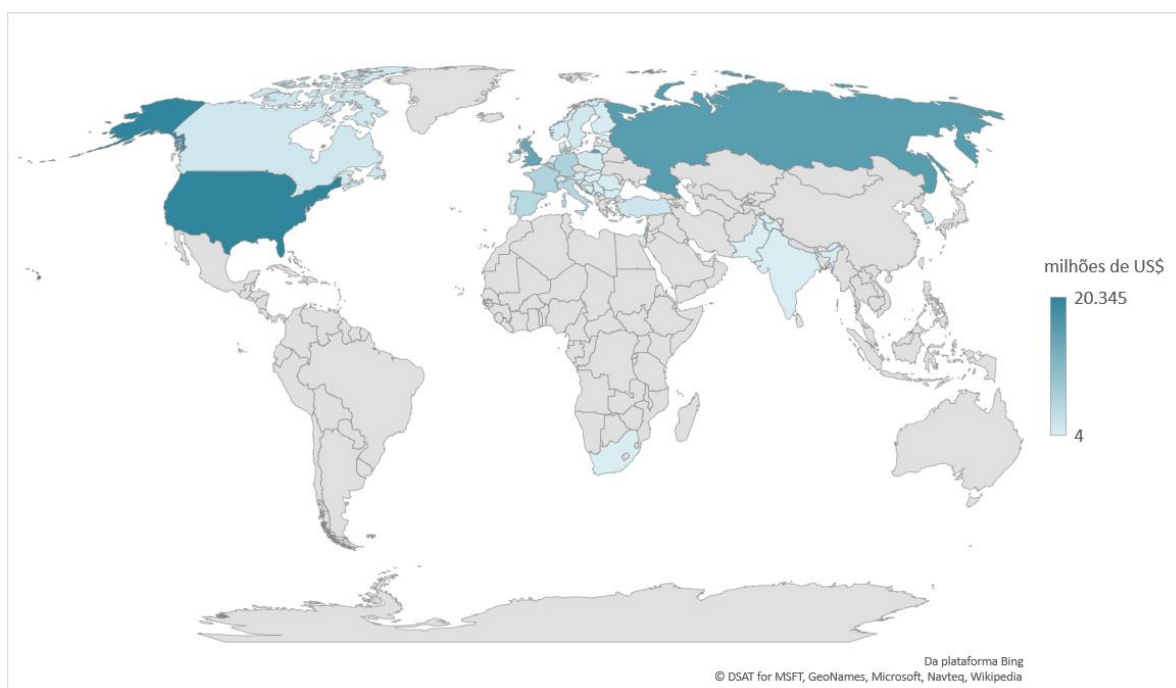 milhões de US$
20.345
4
Da plataforma Bing
© DSAT for MSFT, GeoNames, Microsoft, Navteq, Wikipedia